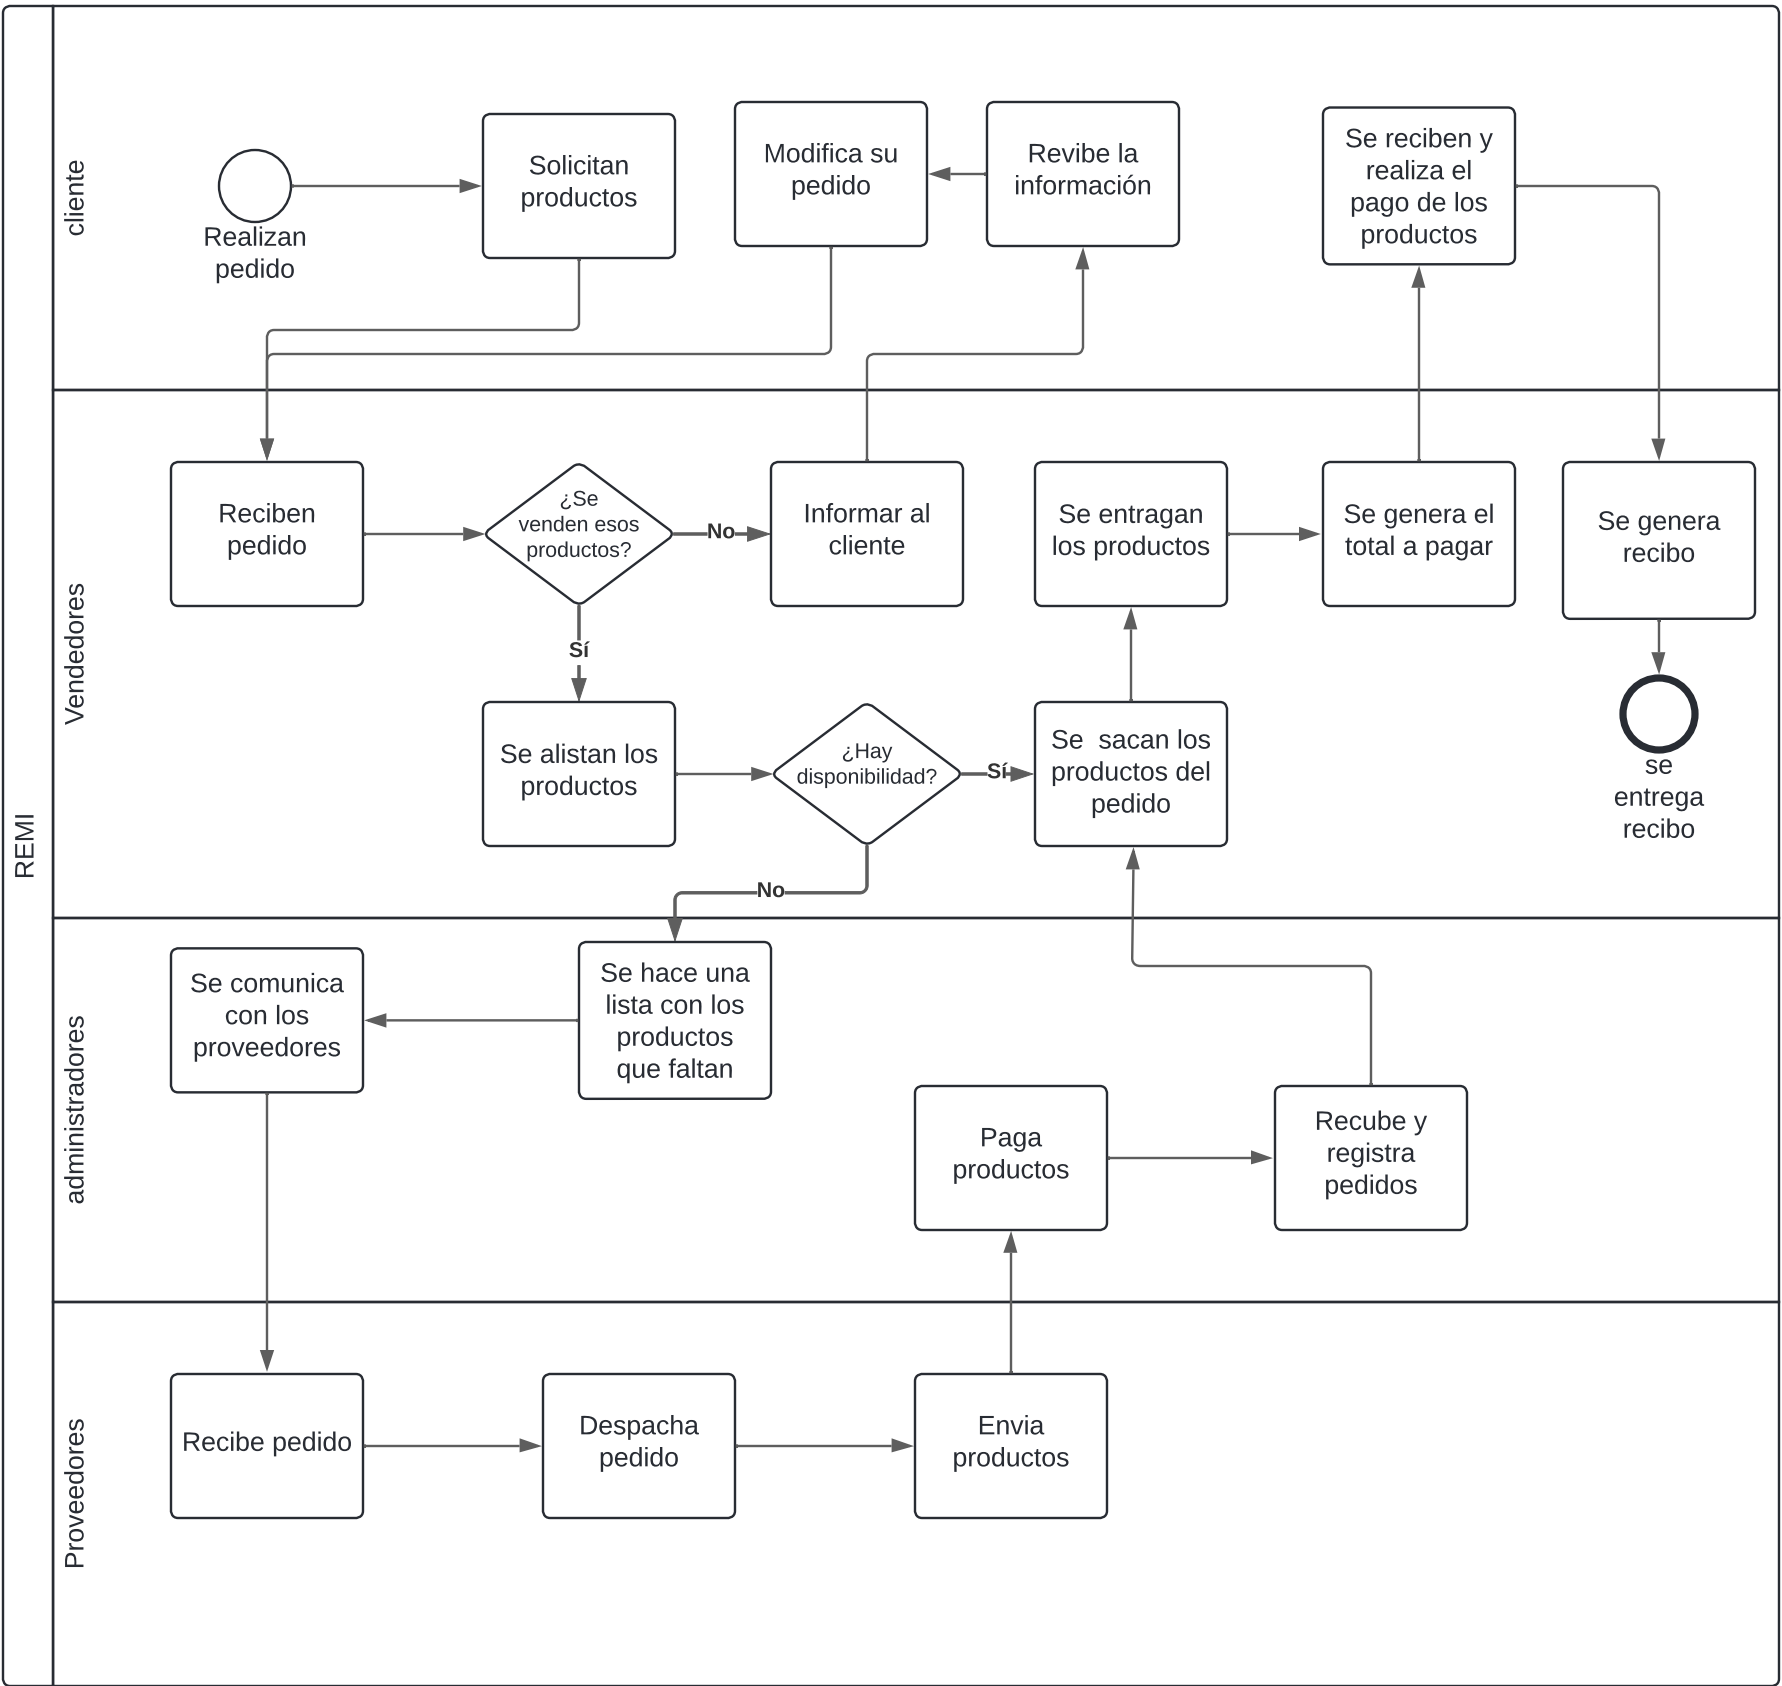 REMI
cliente
Realizan
pedido
Solicitan
productos
Modifica su
pedido
Revibe la
información
Se reciben y
realiza el
pago de los
productos
Vendedores
Reciben
pedido
¿Se
venden esos
productos?
No
Informar al
cliente
Se entragan
los productos
Se genera el
total a pagar
Se genera
recibo
Sí
Se alistan los
productos
¿Hay
disponibilidad?
Sí
Se  sacan los
productos del
pedido
se
entrega
recibo
No
administradores
Se comunica
con los
proveedores
Se hace una
lista con los
productos
que faltan
Paga
productos
Recube y
registra
pedidos
Proveedores
Recibe pedido
Despacha
pedido
Envia
productos